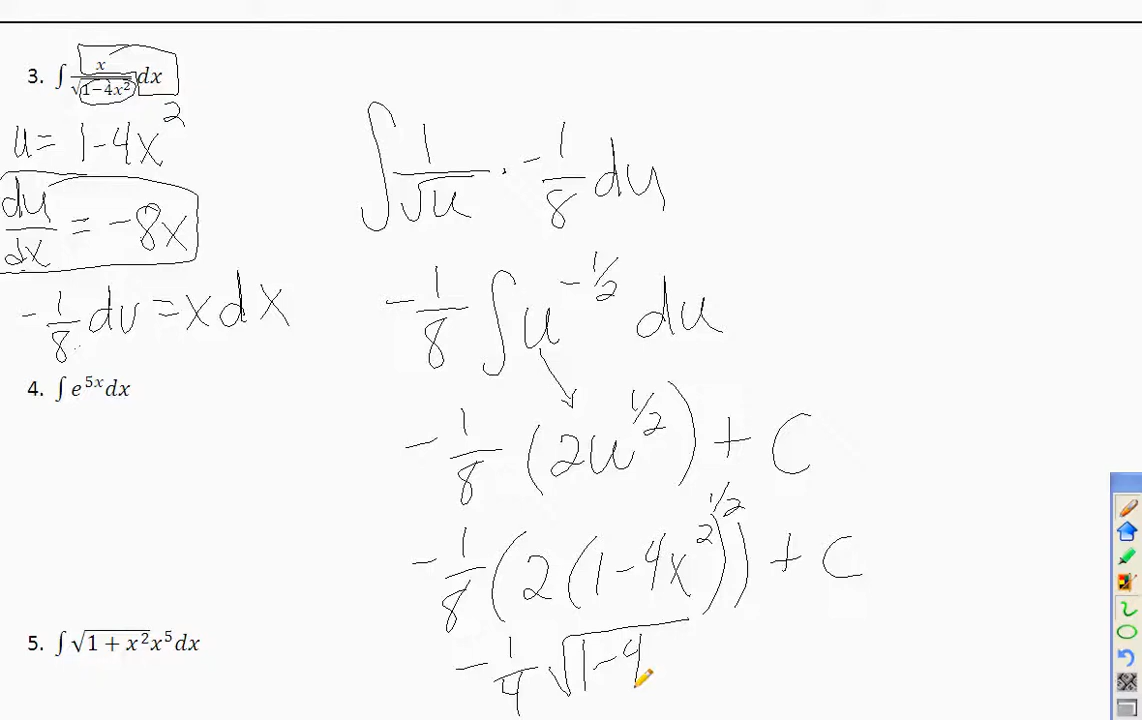 3. ∫ x/√(1−4x²) dx
u = 1-4x²
du/dx = -8x
-1/8 du = x dx
4. ∫ e^{5x}dx
5. ∫ √(1 + x²)x⁵dx
∫ 1/√u · -1/8 du
-1/8 ∫ u^{-1/2} du
-1/8 (2u^{1/2}) + C
-1/8 (2(1-4x²)^{1/2}) + C
-1/4 √1-4